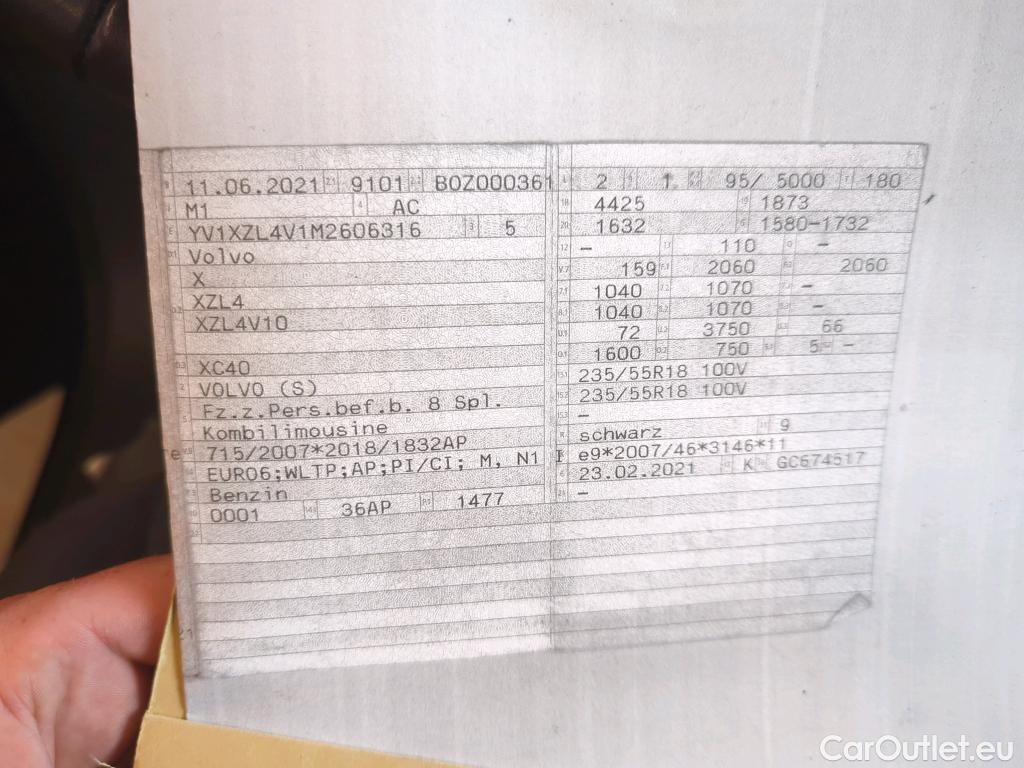 11.06.2021 9101 B0Z000361
M1 AC
YV1XZL4V1M2606316 5
Volvo
X
XZL4
XZL4V10
XC40
VOLVO (S)
Fz.z.Pers.bef.b. 8 Spl.
Kombilimousine
715/2007*2018/1832AP
EURO6;WLTP;AP;PI/CI; M, N1 I
Benzin
0001 36AP 1477
2 1 95/ 5000 180
4425 1873
1632 1580-1732
– 110 –
159 2060 2060
1040 1070 –
1040 1070 –
72 3750 66
1600 750 5 –
235/55R18 100V
235/55R18 100V
–
schwarz 9
e9*2007/46*3146*11
23.02.2021 K GC674517
–
CarOutlet.eu